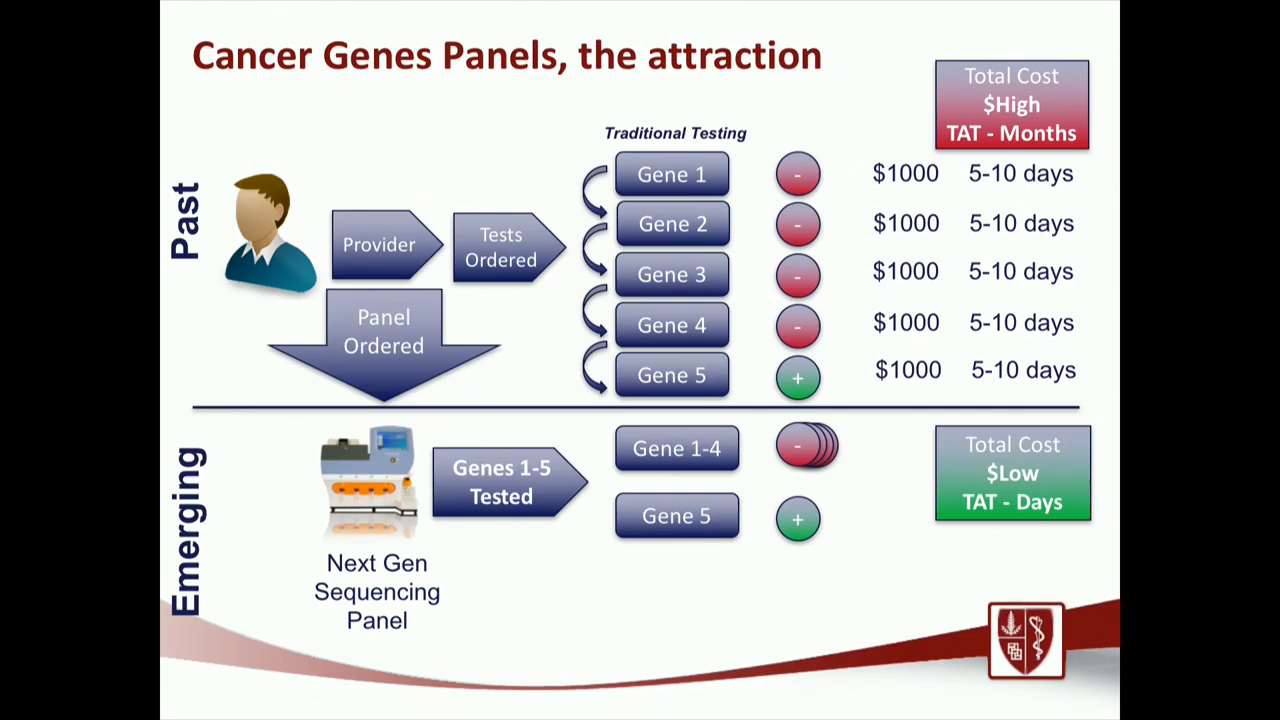 Cancer Genes Panels, the attraction
Total Cost
$High
TAT - Months
Traditional Testing
Past
Provider
Tests
Ordered
Panel
Ordered
Gene 1
-
$1000
5-10 days
Gene 2
-
$1000
5-10 days
Gene 3
-
$1000
5-10 days
Gene 4
-
$1000
5-10 days
Gene 5
+
$1000
5-10 days
Emerging
Next Gen
Sequencing
Panel
Genes 1-5
Tested
Gene 1-4
-
Gene 5
+
Total Cost
$Low
TAT - Days